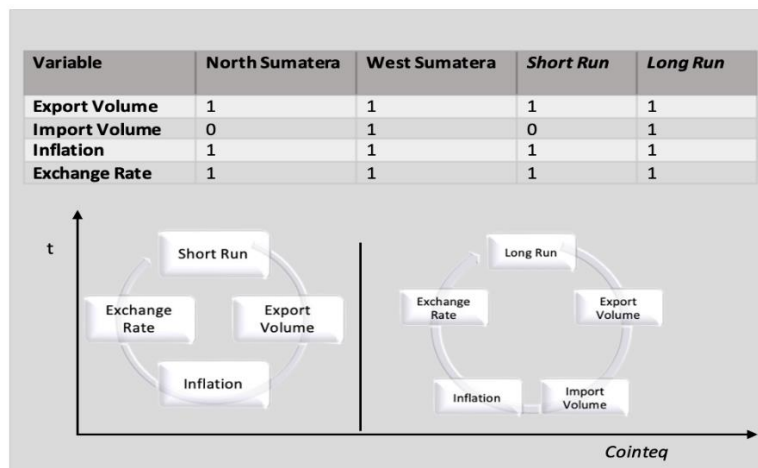 Variable North Sumatera West Sumatera Short Run Long Run
Export Volume 1 1 1 1
Import Volume 0 1 0 1
Inflation 1 1 1 1
Exchange Rate 1 1 1 1
t
Short Run
Exchange
Rate
Export
Volume
Inflation
Long Run
Exchange
Rate
Export
Volume
Inflation
Import
Volume
Cointeq